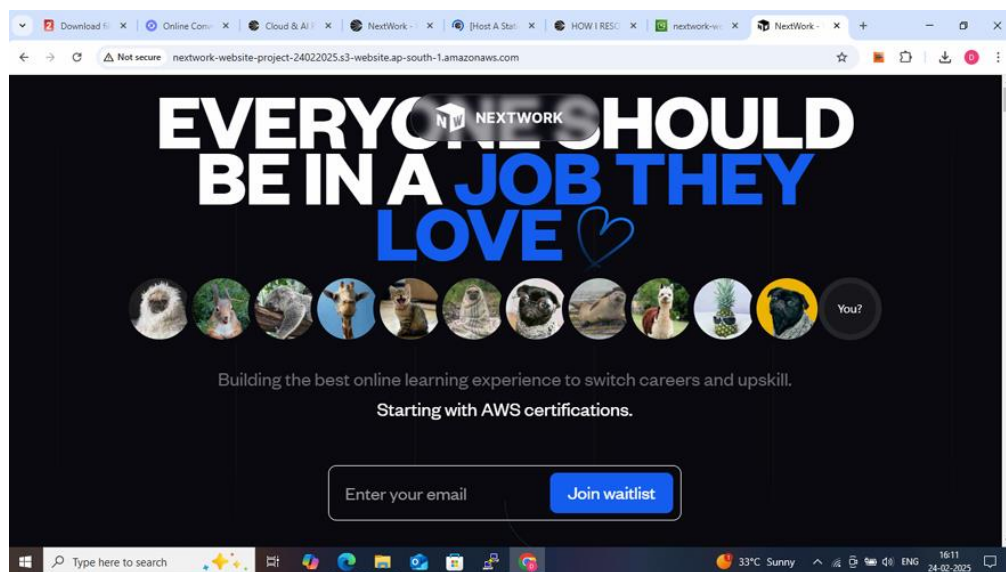 Download fi
Online Conv
Cloud & AI E
NextWork -
[Host A Stat
HOW I RESO
nextwork-we
NextWork -
Not secure
nextwork-website-project-24022025.s3-website.ap-south-1.amazonaws.com
D
NW NEXTWORK
EVERYONE SHOULD
BE IN A JOB THEY
LOVE
You?
Building the best online learning experience to switch careers and upskill.
Starting with AWS certifications.
Enter your email
Join waitlist
Type here to search
33°C Sunny
ENG
16:11
24-02-2025